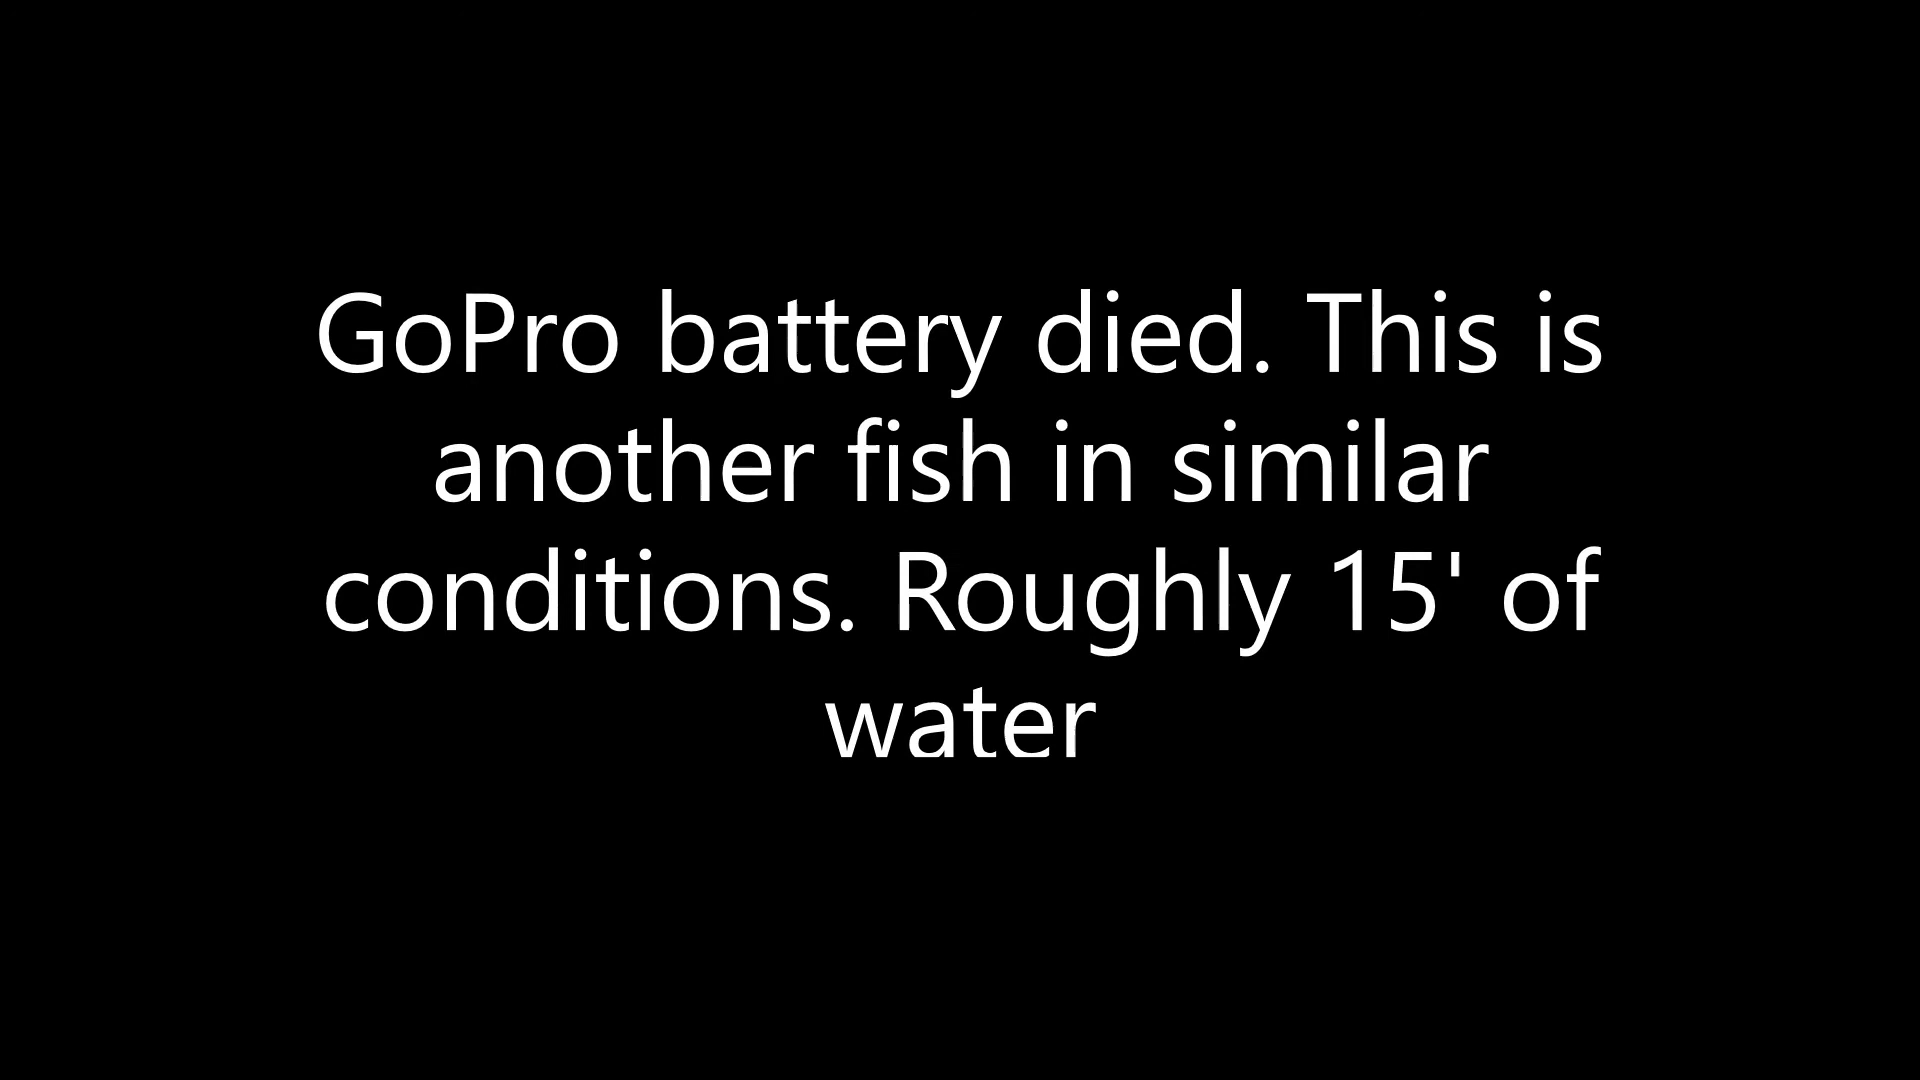 GoPro battery died. This is
another fish in similar
conditions. Roughly 15' of
water